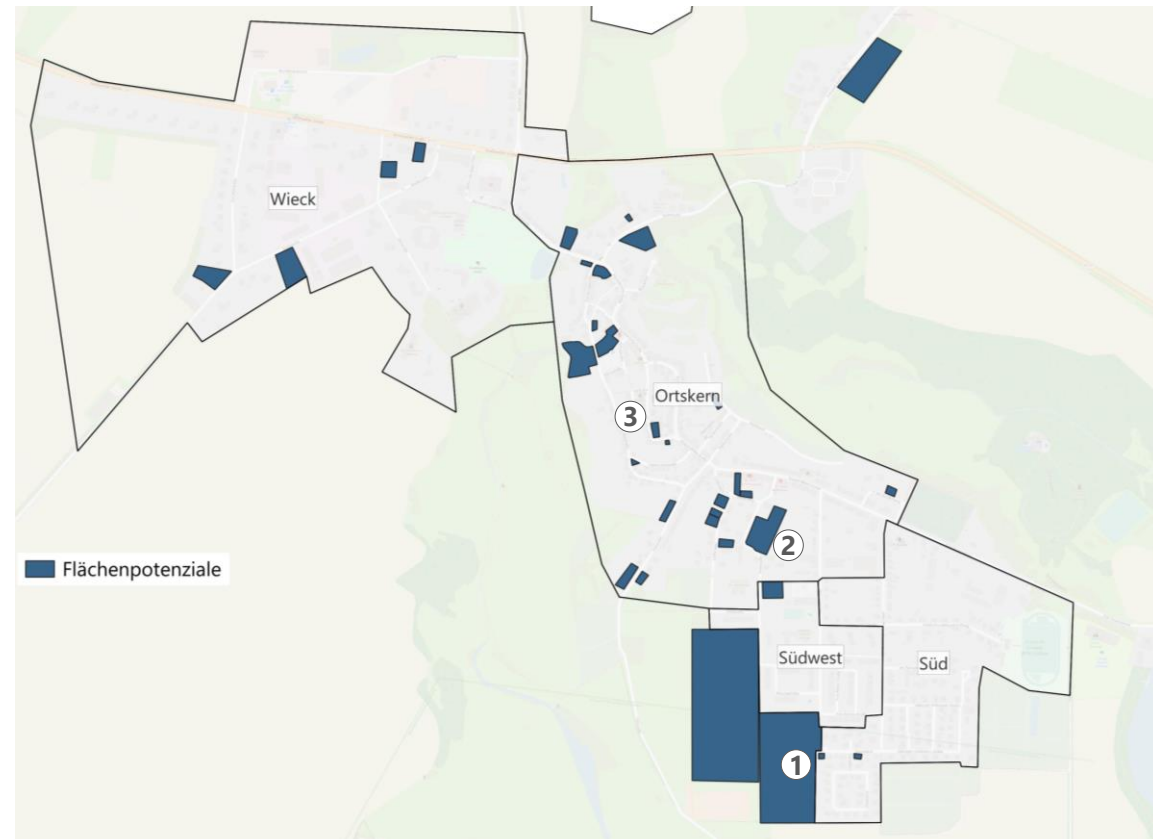 Wieck
Ortskern
③
②
Flächenpotenziale
Südwest
Süd
①